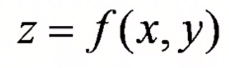 z = f(x, y)